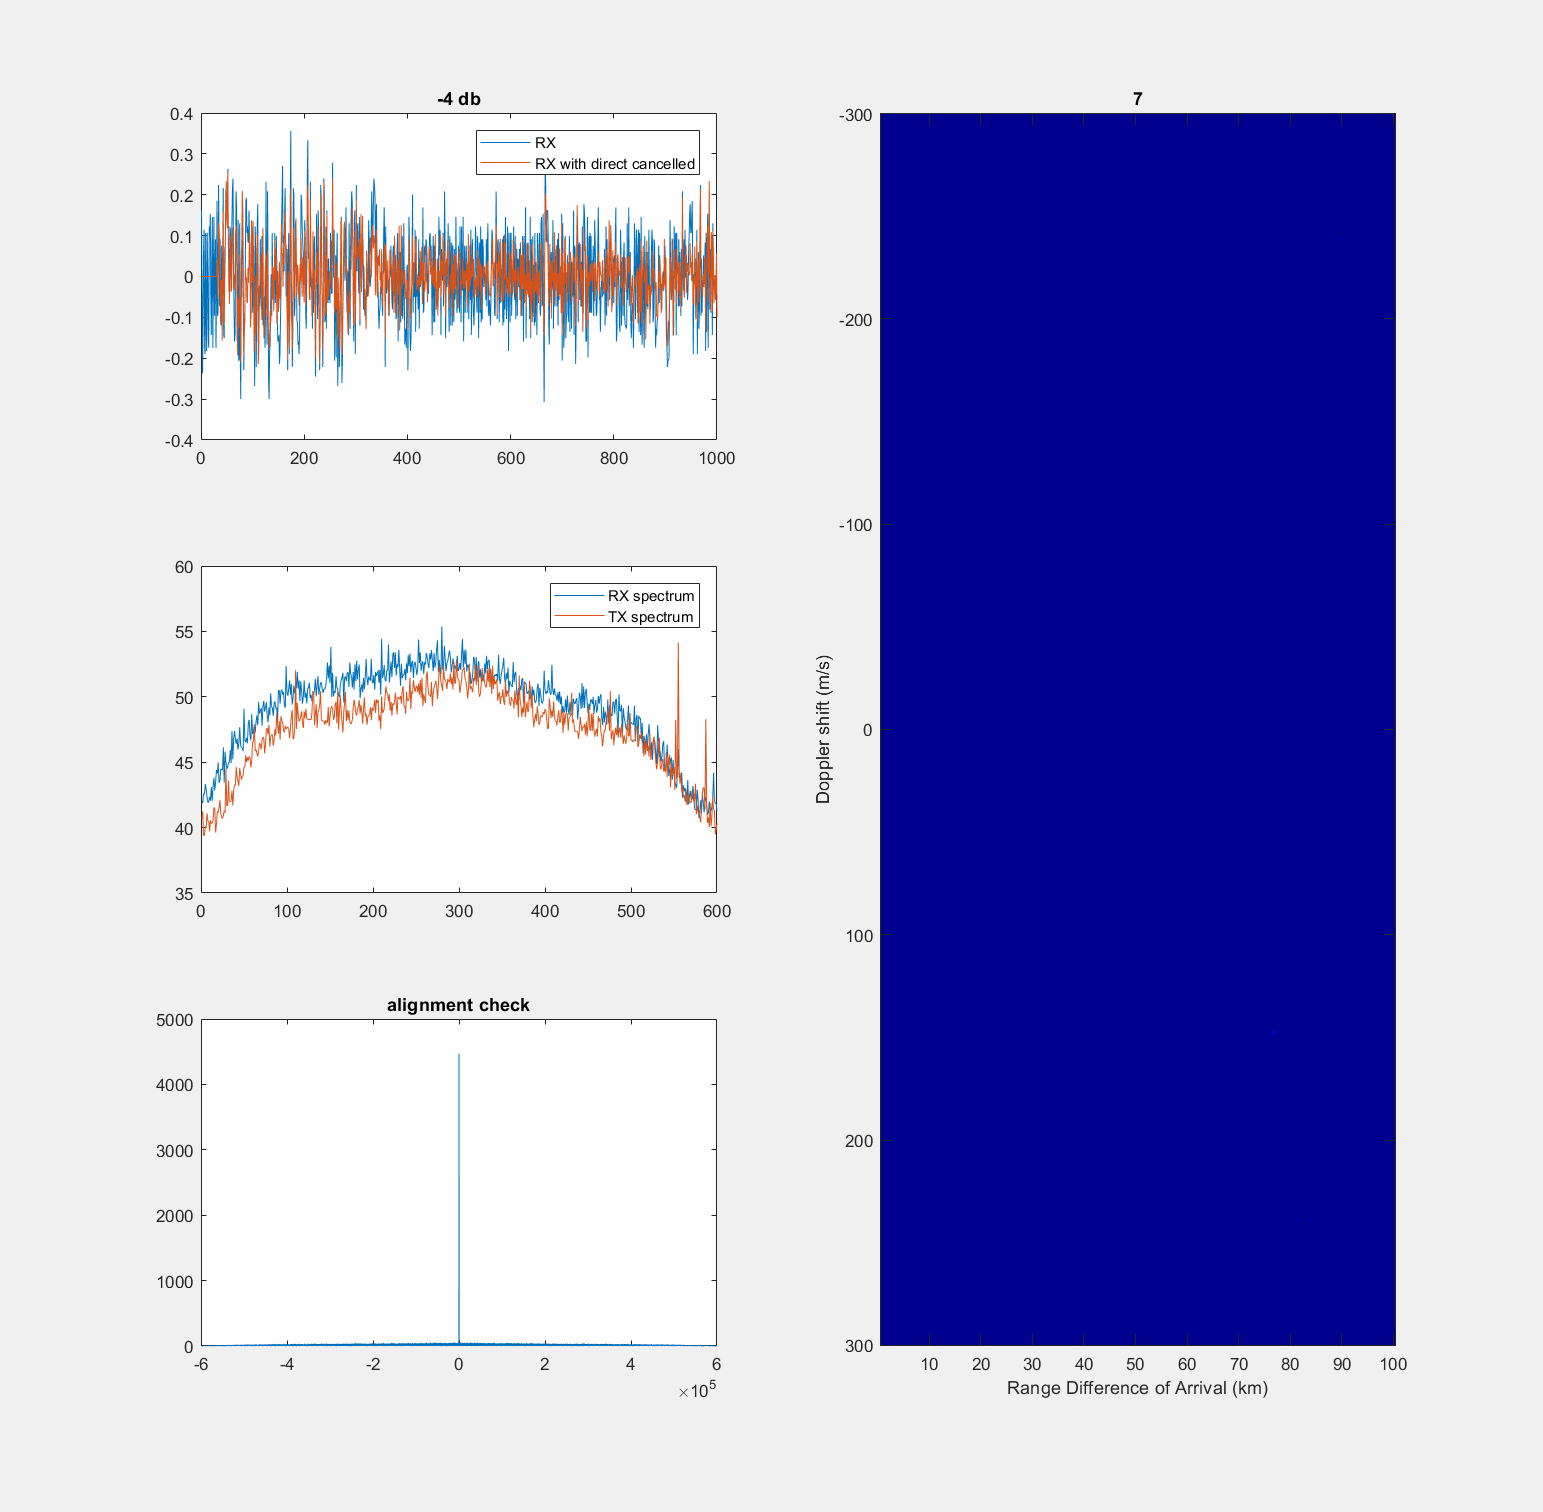 -4 db
0.4
0.3
0.2
0.1
0
-0.1
-0.2
-0.3
-0.4
0 200 400 600 800 1000
RX
RX with direct cancelled
60
55
50
45
40
35
0 100 200 300 400 500 600
RX spectrum
TX spectrum
alignment check
5000
4000
3000
2000
1000
0
-6 -4 -2 0 2 4 6
×10^5
7
-300
-200
-100
0
100
200
300
Doppler shift (m/s)
10 20 30 40 50 60 70 80 90 100
Range Difference of Arrival (km)